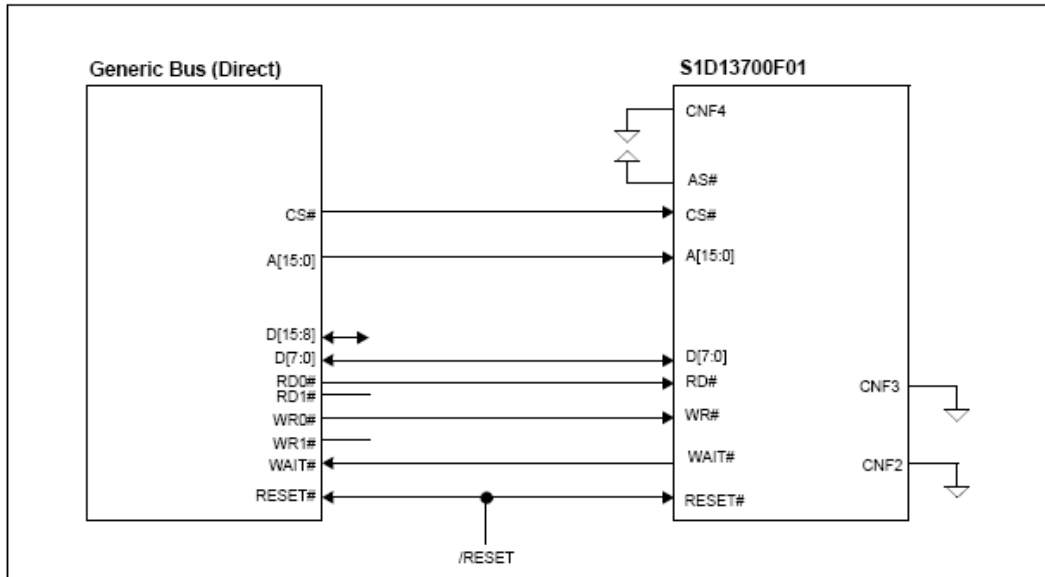 Generic Bus (Direct)
S1D13700F01
CNF4
AS#
CS#
CS#
A[15:0]
A[15:0]
D[15:8]
D[7:0]
D[7:0]
RD0#
RD#
RD1#
CNF3
WR0#
WR#
WR1#
WAIT#
WAIT#
CNF2
RESET#
RESET#
/RESET